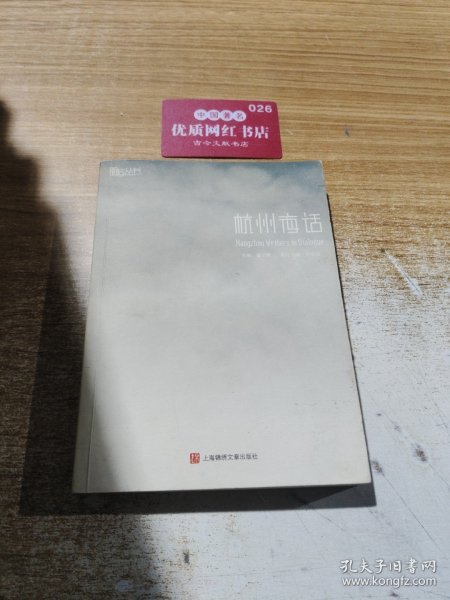 026
中国著名
优质网红书店
古今文献书店
杭州夜话
Hangzhou Writers In Dialogue
上海锦绣文章出版社
孔夫子旧书网
www.kongfz.com